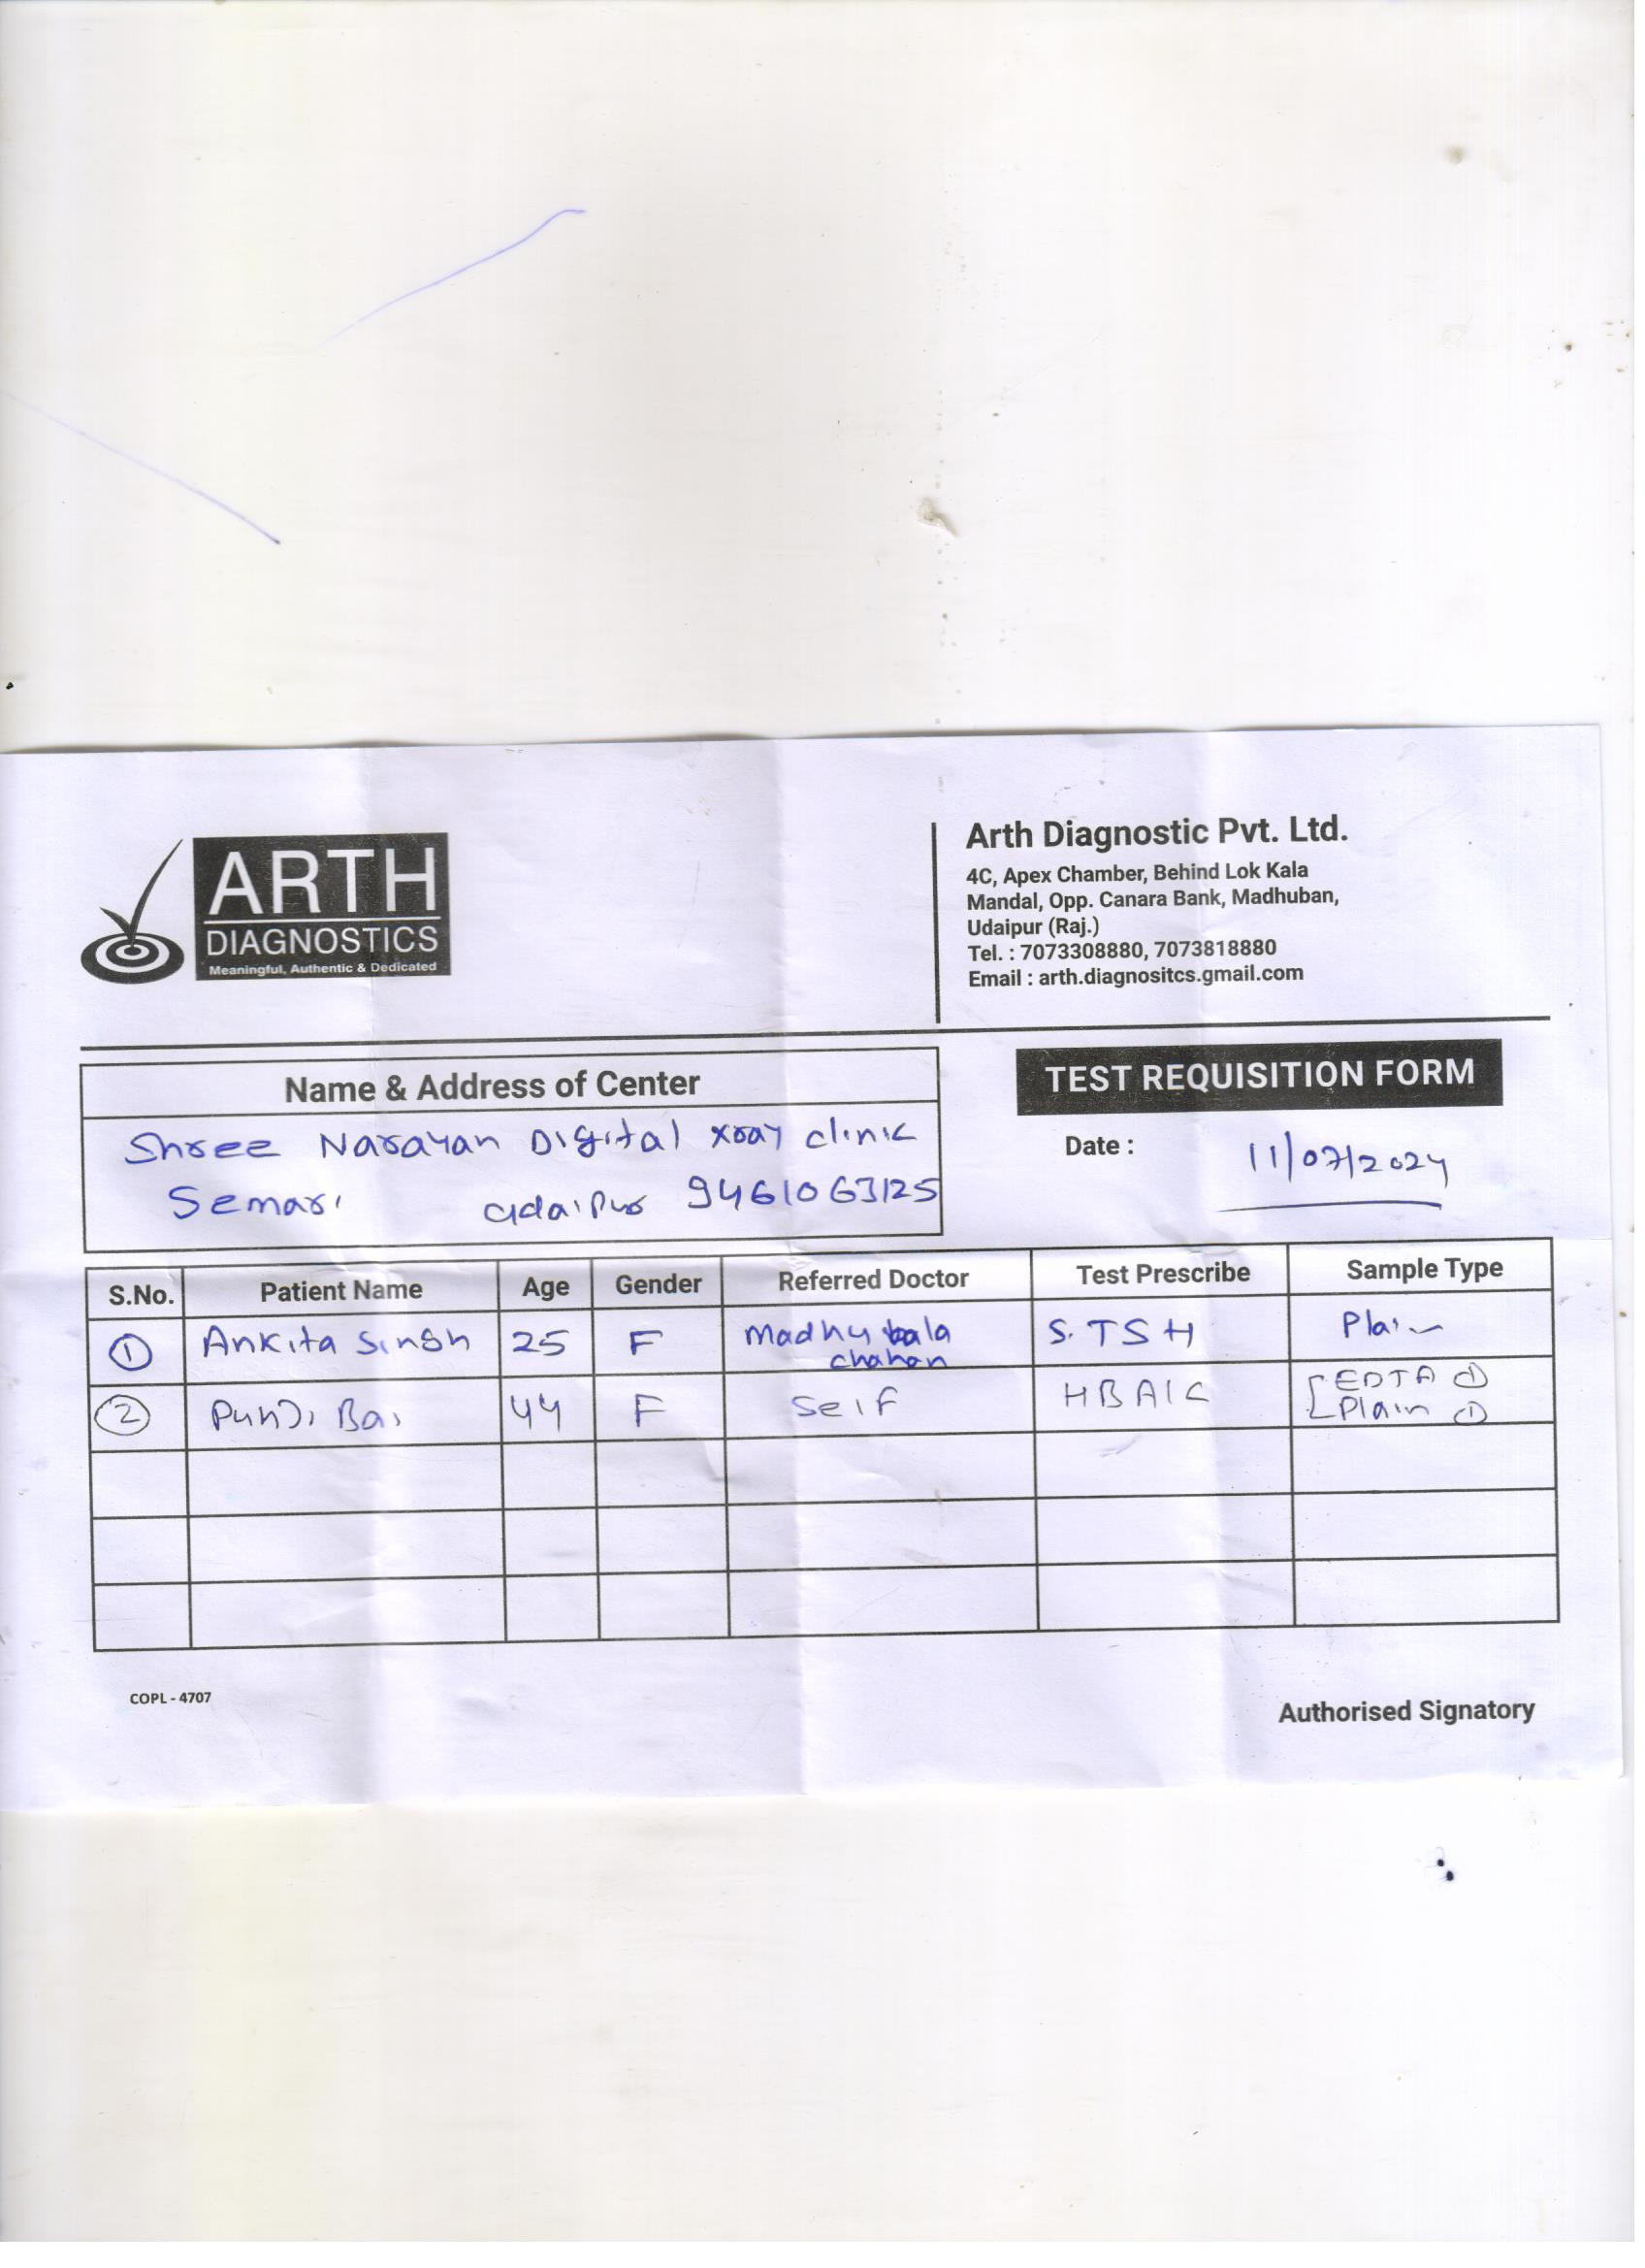 ARTH
DIAGNOSTICS
Meaningful, Authentic & Dedicated
Arth Diagnostic Pvt. Ltd.
4C, Apex Chamber, Behind Lok Kala
Mandal, Opp. Canara Bank, Madhuban,
Udaipur (Raj.)
Tel. : 7073308880, 7073818880
Email : arth.diagnositcs.gmail.com
Name & Address of Center
Shree Narayan Digital xray clinic
Semari udaipur 9461063125
TEST REQUISITION FORM
Date : 11/07/2024
S.No. Patient Name Age Gender Referred Doctor Test Prescribe Sample Type
1 Ankita Singh 25 F Madhu bala chahan S. TSH Plain
2 Punji Bai 44 F Self HBA1C EDTA 1
Plain 1
COPL - 4707
Authorised Signatory